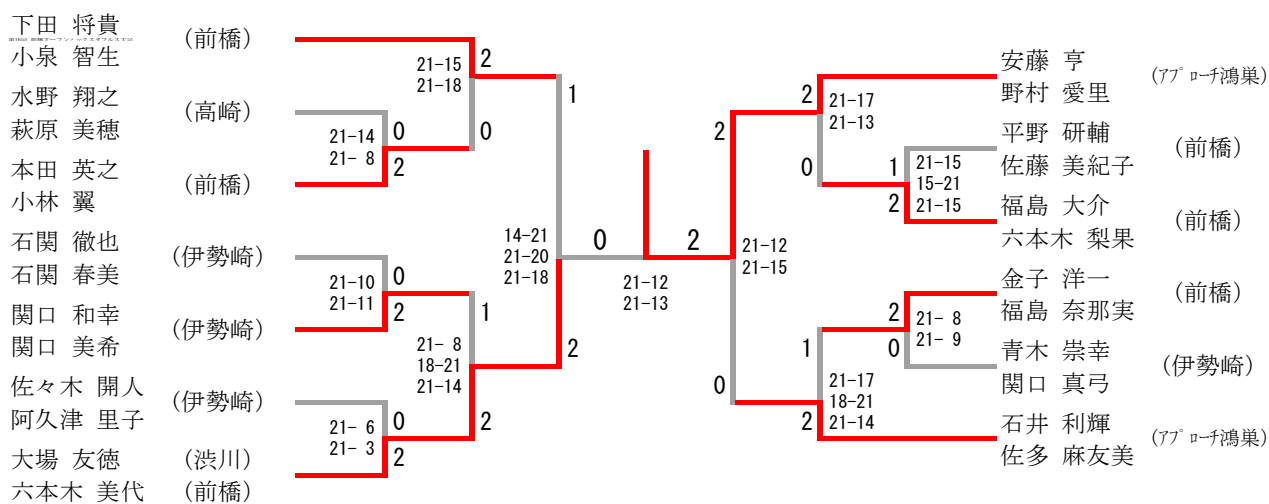 下田 将貴
(前橋)
小泉 智生
水野 翔之
(高崎)
萩原 美穂
本田 英之
(前橋)
小林 翼
石関 徹也
(伊勢崎)
石関 春美
関口 和幸
(伊勢崎)
関口 美希
佐々木 開人
(伊勢崎)
阿久津 里子
大場 友徳 (渋川)
六本木 美代 (前橋)
21-15
21-18
2
0
21-14
21- 8
0
2
1
14-21
21-20
21-18
2
21-10
21-11
0
2
1
21- 8
18-21
21-14
2
21- 6
21- 3
0
2
0
2
21-12
21-13
2
21-12
21-15
0
2
21-17
21-13
0
1
21-15
15-21
21-15
2
2
21- 8
21- 9
0
1
21-17
18-21
21-14
2
安藤 亨
(アプローチ鴻巣)
野村 愛里
平野 研輔
(前橋)
佐藤 美紀子
福島 大介
(前橋)
六本木 梨果
金子 洋一
(前橋)
福島 奈那実
青木 崇幸
(伊勢崎)
関口 真弓
石井 利輝
(アプローチ鴻巣)
佐多 麻友美